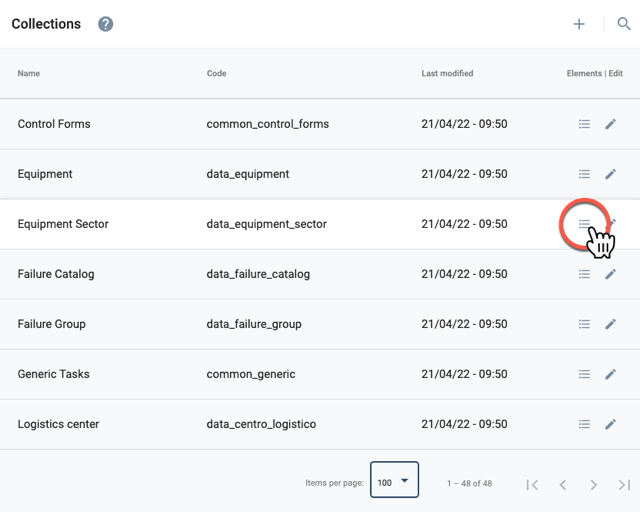 Collections ?
Name Code Last modified Elements | Edit
Control Forms common_control_forms 21/04/22 - 09:50
Equipment data_equipment 21/04/22 - 09:50
Equipment Sector data_equipment_sector 21/04/22 - 09:50
Failure Catalog data_failure_catalog 21/04/22 - 09:50
Failure Group data_failure_group 21/04/22 - 09:50
Generic Tasks common_generic 21/04/22 - 09:50
Logistics center data_centro_logistico 21/04/22 - 09:50
Items per page: 100 1 – 48 of 48